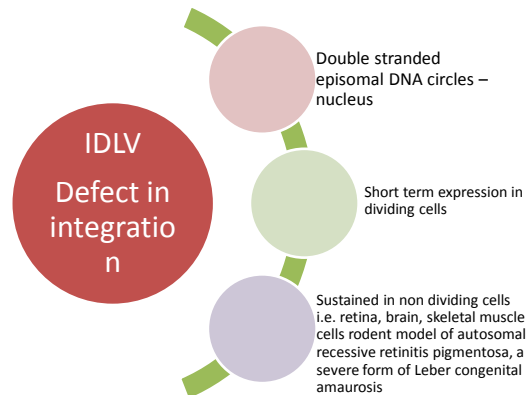 IDLV
Defect in
integratio
n
Double stranded
episomal DNA circles –
nucleus
Short term expression in
dividing cells
Sustained in non dividing cells
i.e. retina, brain, skeletal muscle
cells rodent model of autosomal
recessive retinitis pigmentosa, a
severe form of Leber congenital
amaurosis